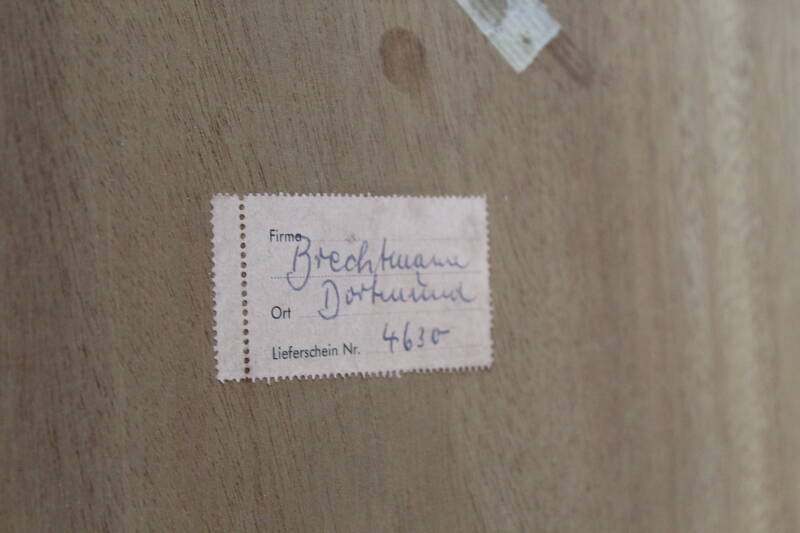 Firma Brechtmann
Ort Dortmund
Lieferschein Nr. 4630